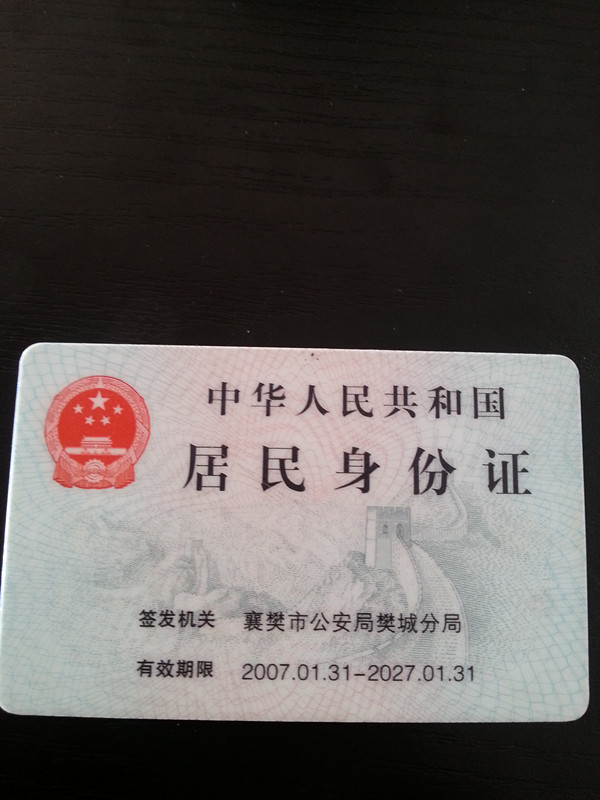 中华人民共和国
居民身份证
签发机关 襄樊市公安局樊城分局
有效期限 2007.01.31-2027.01.31